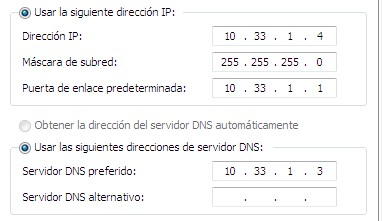 Usar la siguiente dirección IP:
Dirección IP: 10 . 33 . 1 . 4
Máscara de subred: 255 . 255 . 255 . 0
Puerta de enlace predeterminada: 10 . 33 . 1 . 1
Obtener la dirección del servidor DNS automáticamente
Usar las siguientes direcciones de servidor DNS:
Servidor DNS preferido: 10 . 33 . 1 . 3
Servidor DNS alternativo: . . .